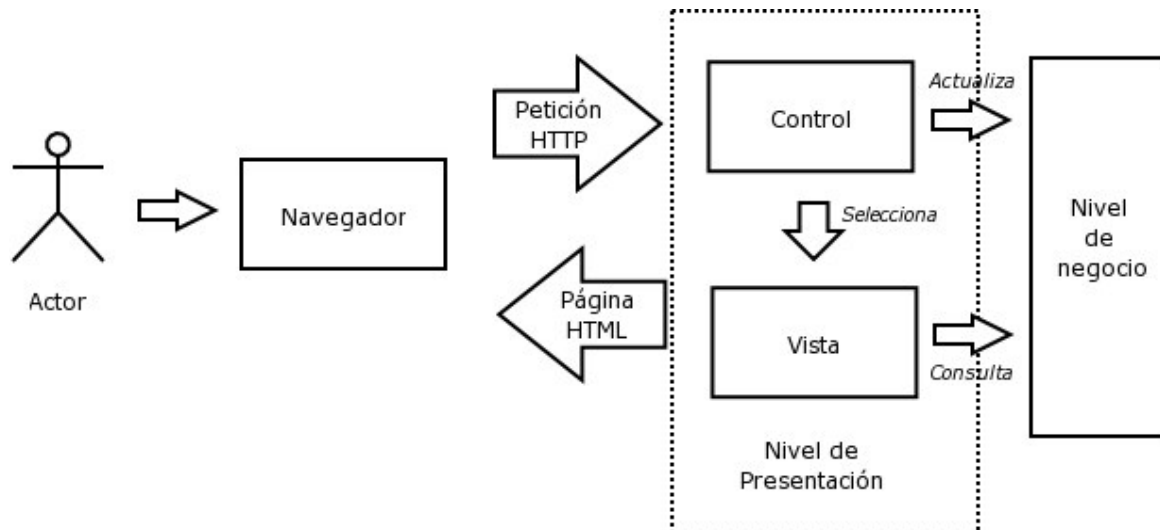 Actor
Navegador
Petición
HTTP
Página
HTML
Control
Selecciona
Vista
Nivel de
Presentación
Actualiza
Consulta
Nivel
de
negocio